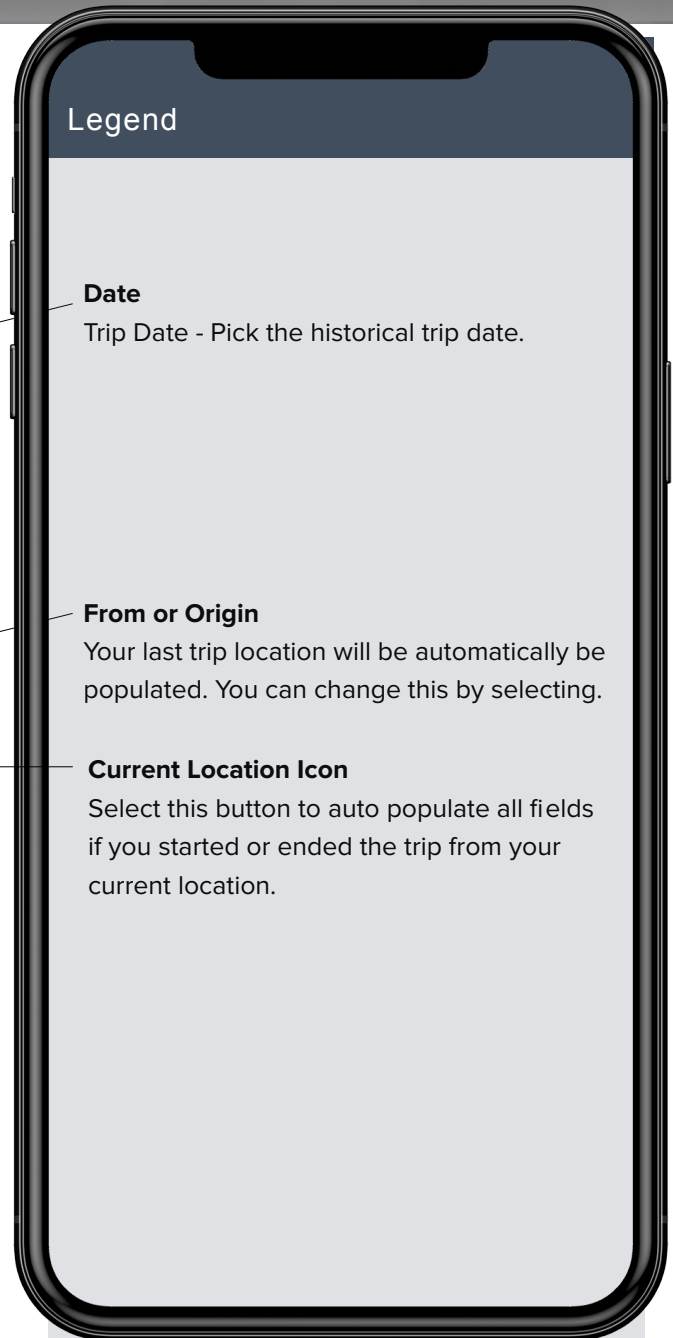 Legend
Date
Trip Date - Pick the historical trip date.
From or Origin
Your last trip location will be automatically be
populated. You can change this by selecting.
Current Location Icon
Select this button to auto populate all fields
if you started or ended the trip from your
current location.